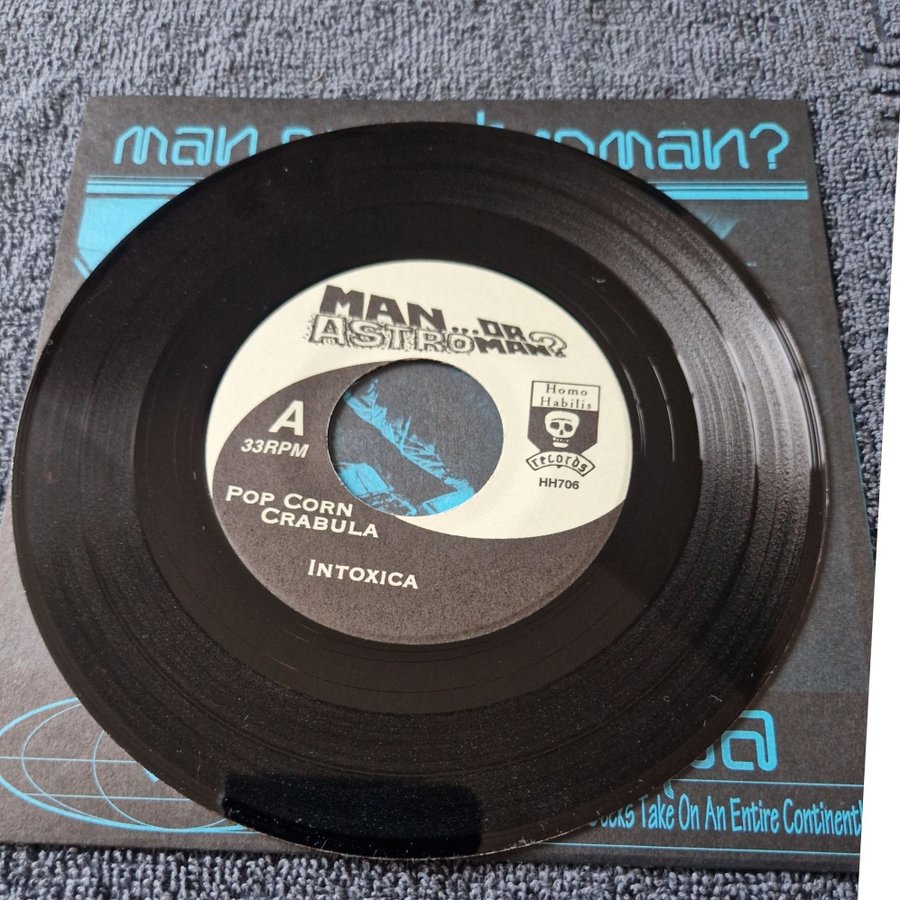 man
man?
MAN...OR
ASTROMAN?
A
33RPM
Homo
Habilis
records
HH706
POP CORN
CRABULA
INTOXICA
Take On An Entire Continent!